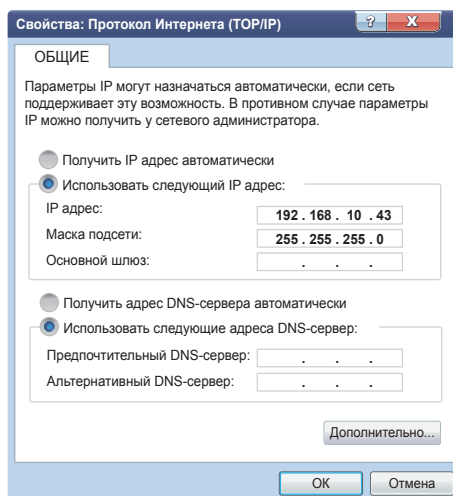 Свойства: Протокол Интернета (TOP/IP)
? X
ОБЩИЕ
Параметры IP могут назначаться автоматически, если сеть
поддерживает эту возможность. В противном случае параметры
IP можно получить у сетевого администратора.
Получить IP адрес автоматически
Использовать следующий IP адрес:
IP адрес: 192 . 168 . 10 . 43
Маска подсети: 255 . 255 . 255 . 0
Основной шлюз: . . .
Получить адрес DNS-сервера автоматически
Использовать следующие адреса DNS-сервер:
Предпочтительный DNS-сервер: . . .
Альтернативный DNS-сервер: . . .
Дополнительно...
ОК Отмена